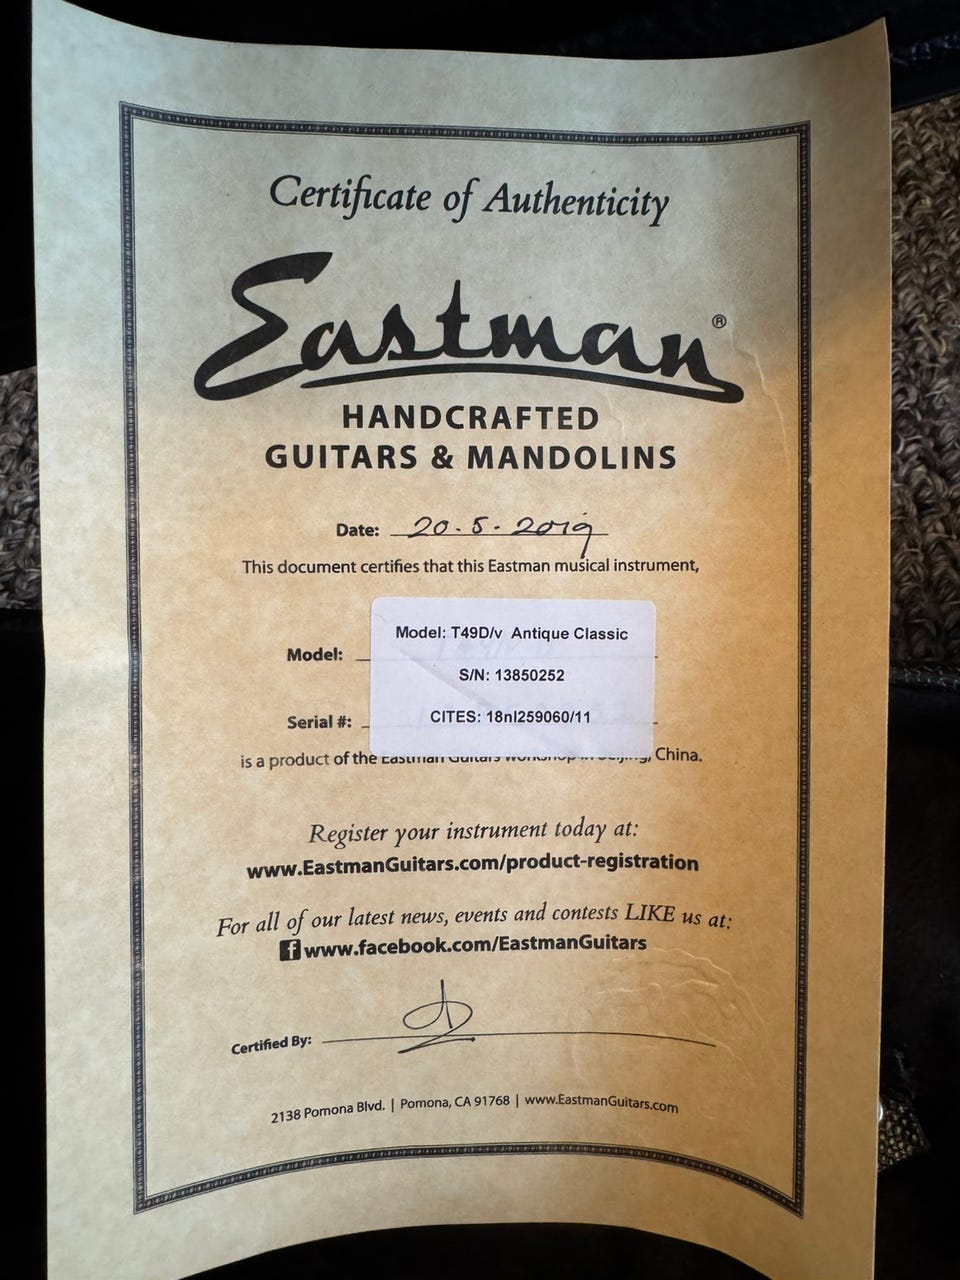 Certificate of Authenticity
Eastman®
HANDCRAFTED
GUITARS & MANDOLINS
Date: 20.5.2019
This document certifies that this Eastman musical instrument,
Model: T49D/v Antique Classic
Model:
S/N: 13850252
CITES: 18nl259060/11
Serial #:
is a product of the Eastman Guitars workshop in Beijing, China.
Register your instrument today at:
www.EastmanGuitars.com/product-registration
For all of our latest news, events and contests LIKE us at:
f www.facebook.com/EastmanGuitars
Certified By:
2138 Pomona Blvd. | Pomona, CA 91768 | www.EastmanGuitars.com